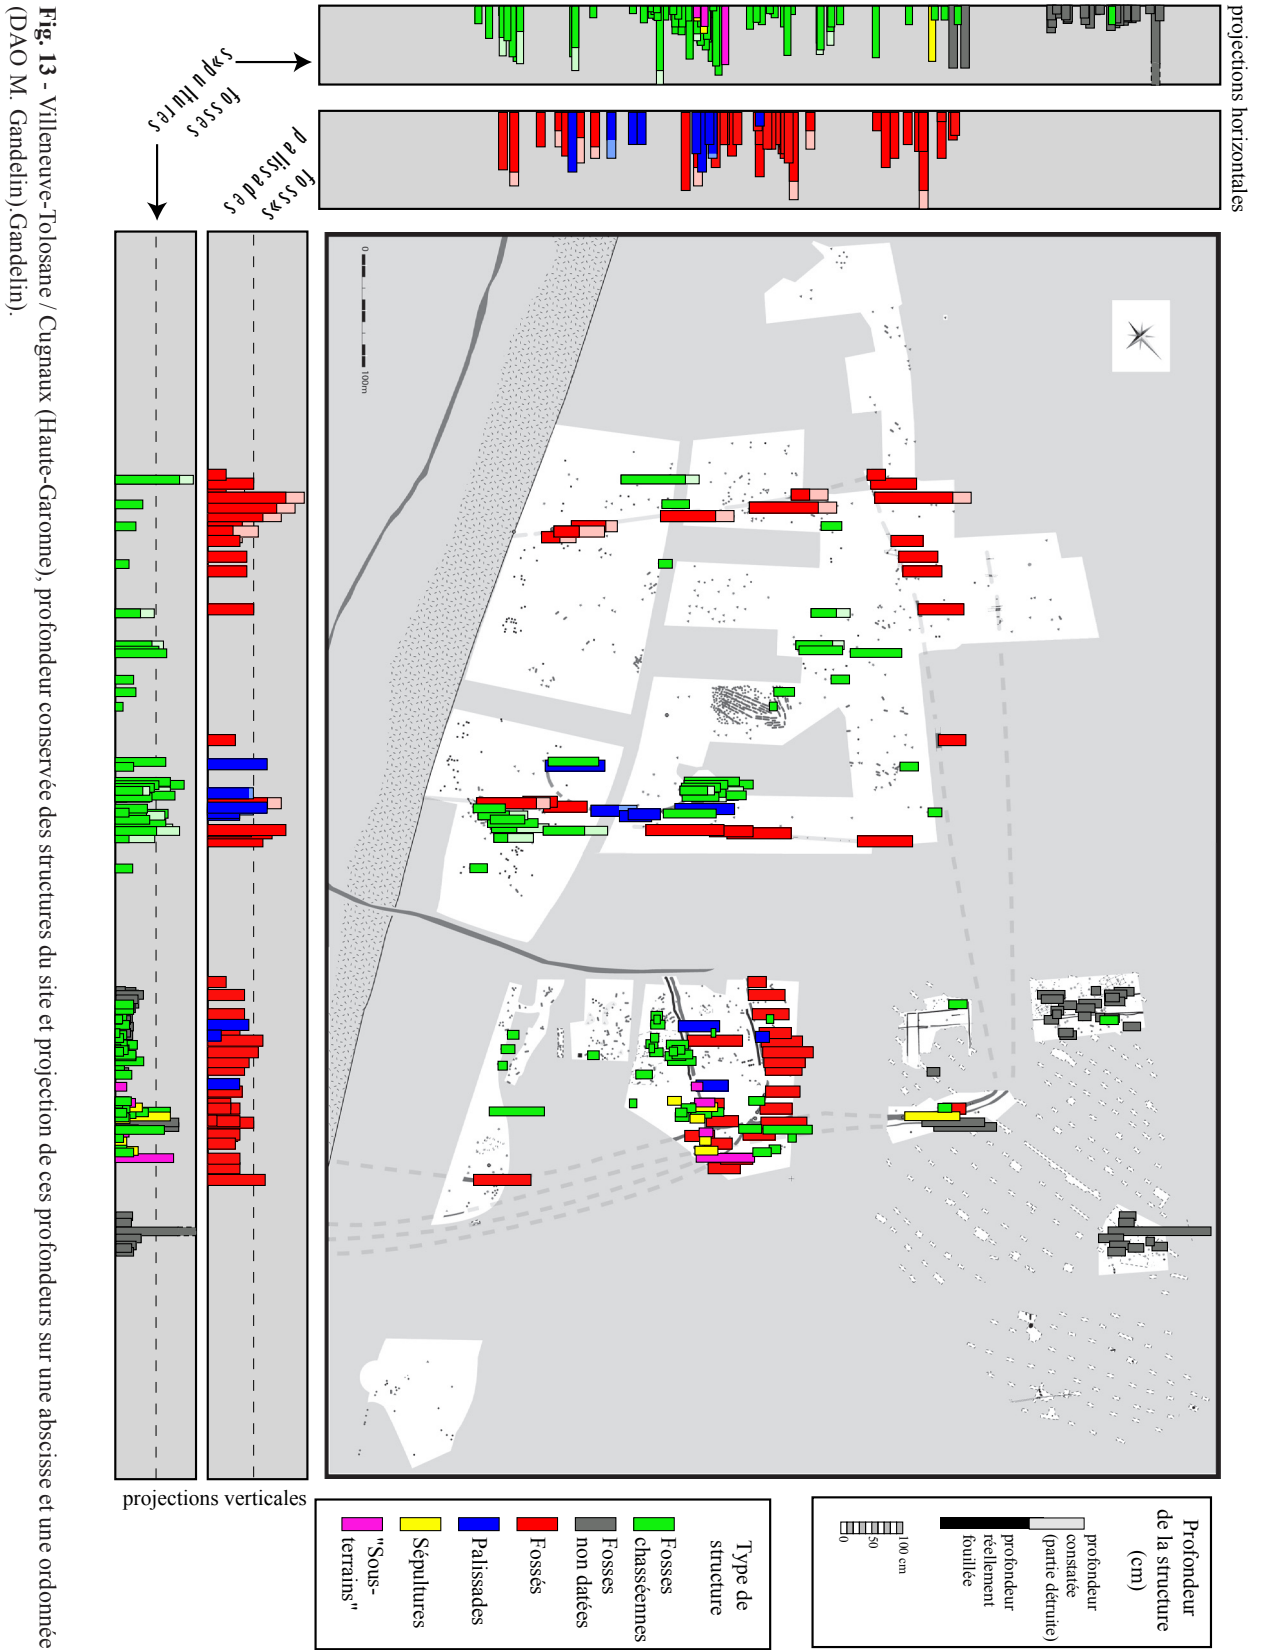 projections horizontales
fosses
sépultures
fossés
palissades
0
100m
projections verticales
Type de
structure
Fosses
chasséennes
Fosses
non datées
Fossés
Palissades
Sépultures
"Sous-
terrains"
Profondeur
de la structure
(cm)
profondeur
constatée
(partie détruite)
profondeur
réellement
fouillée
0
50
100 cm
Fig. 13 - Villeneuve-Tolosane / Cugnaux (Haute-Garonne), profondeur conservée des structures du site et projection de ces profondeurs sur une abscisse et une ordonnée
(DAO M. Gandelin).Gandelin).